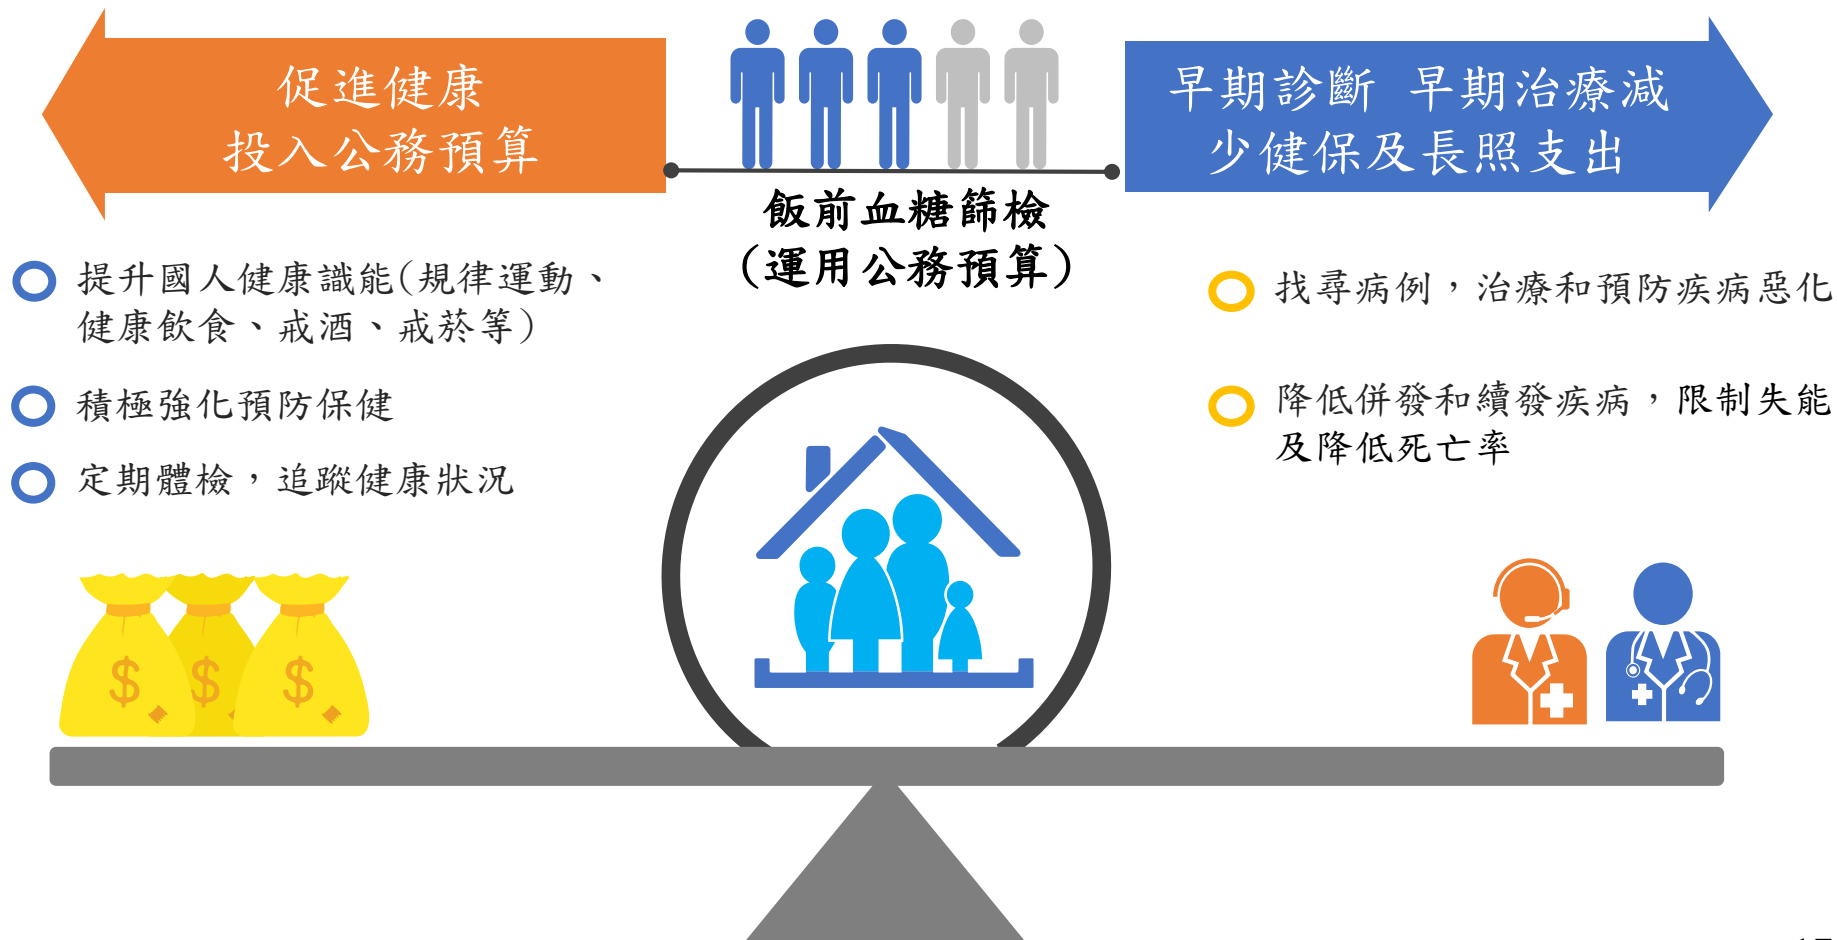 促進健康
投入公務預算
早期診斷 早期治療減
少健保及長照支出
飯前血糖篩檢
(運用公務預算)
提升國人健康識能(規律運動、
健康飲食、戒酒、戒菸等)
積極強化預防保健
定期體檢，追蹤健康狀況
找尋病例，治療和預防疾病惡化
降低併發和續發疾病，限制失能
及降低死亡率
$ $ $